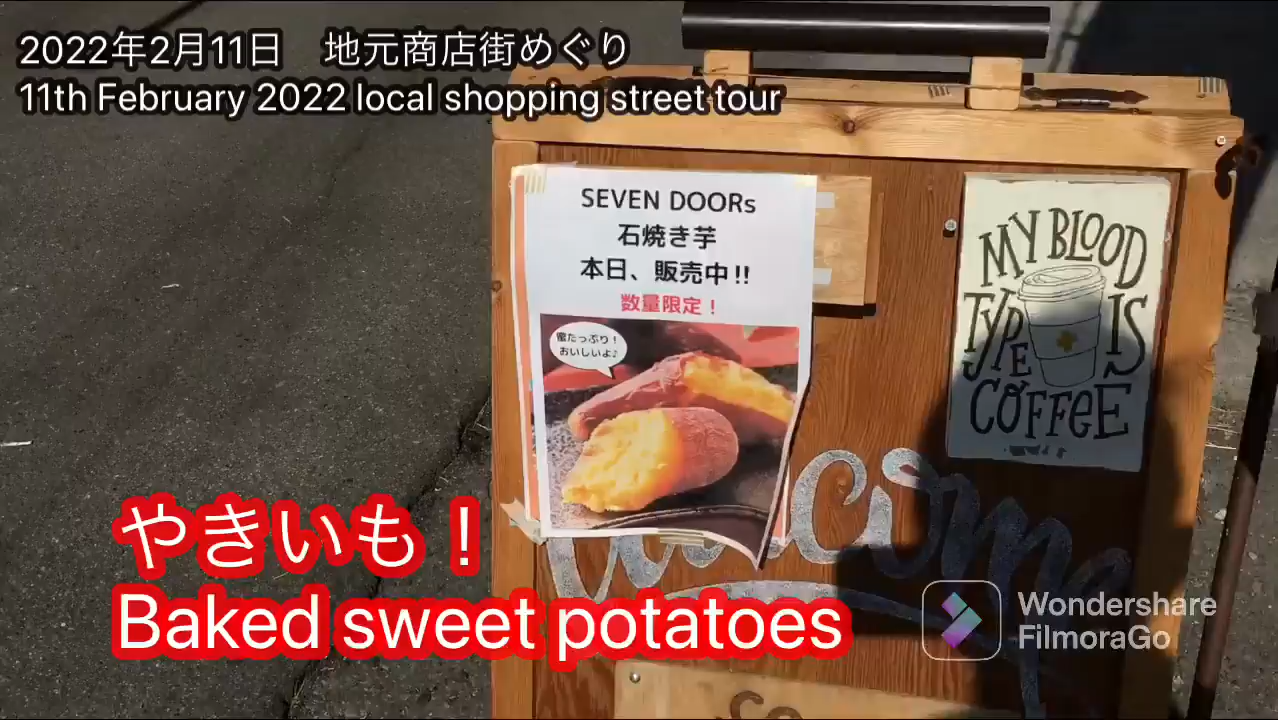 2022年2月11日　地元商店街めぐり
11th February 2022 local shopping street tour
SEVEN DOORs
石焼き芋
本日、販売中!!
数量限定！
蜜たっぷり！
おいしいよ♪
MY BLOOD
TYPE IS
COFFEE
Welcome
やきいも！
Baked sweet potatoes
Wondershare
FilmoraGo